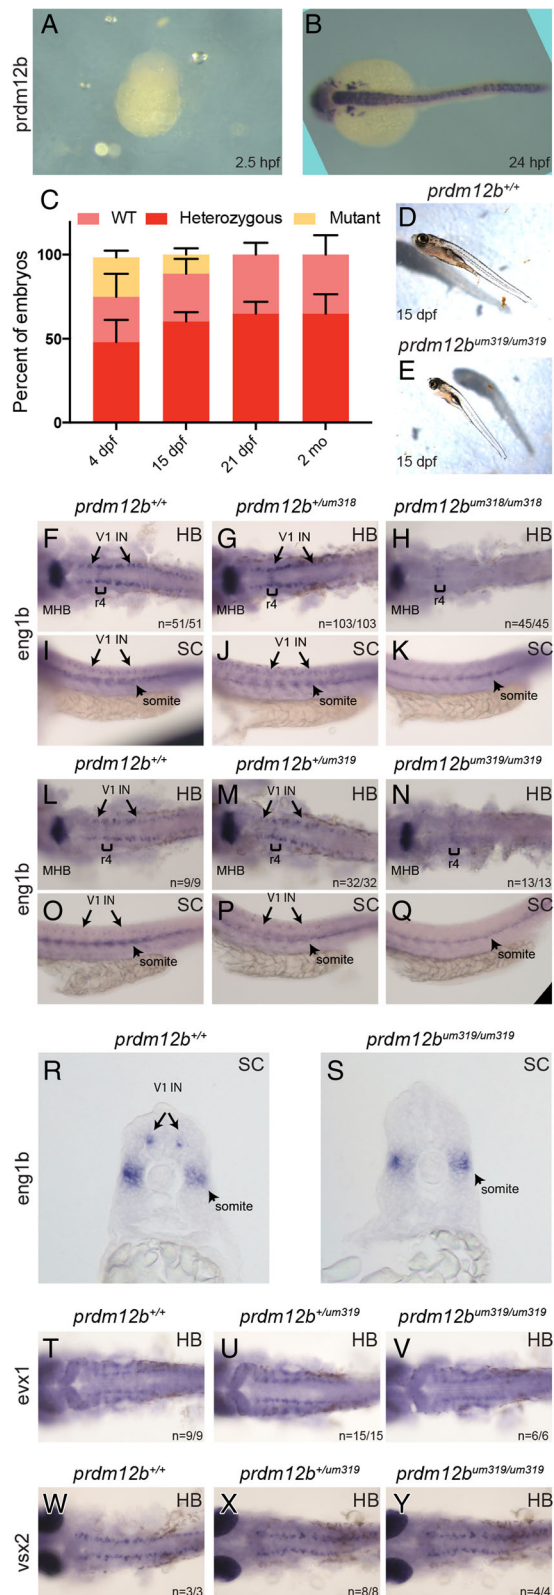 prdm12b
A
2.5 hpf
B
24 hpf
C
WT Heterozygous Mutant
Percent of embryos
100
50
0
4 dpf
15 dpf
21 dpf
2 mo
prdm12b+/+
D
15 dpf
prdm12bum319/um319
E
15 dpf
prdm12b+/+ prdm12b+/um318 prdm12bum318/um318
eng1b
F V1 IN HB
r4
MHB
n=51/51
G V1 IN HB
r4
MHB
n=103/103
H HB
r4
MHB
n=45/45
I V1 IN SC
somite
J V1 IN SC
somite
K SC
somite
prdm12b+/+ prdm12b+/um319 prdm12bum319/um319
eng1b
L V1 IN HB
r4
MHB
n=9/9
M V1 IN HB
r4
MHB
n=32/32
N HB
r4
MHB
n=13/13
O V1 IN SC
somite
P V1 IN SC
somite
Q SC
somite
prdm12b+/+ prdm12bum319/um319
eng1b
R SC
V1 IN
somite
S SC
somite
prdm12b+/+ prdm12b+/um319 prdm12bum319/um319
evx1
T HB
n=9/9
U HB
n=15/15
V HB
n=6/6
prdm12b+/+ prdm12b+/um319 prdm12bum319/um319
vsx2
W HB
n=3/3
X HB
n=8/8
Y HB
n=4/4